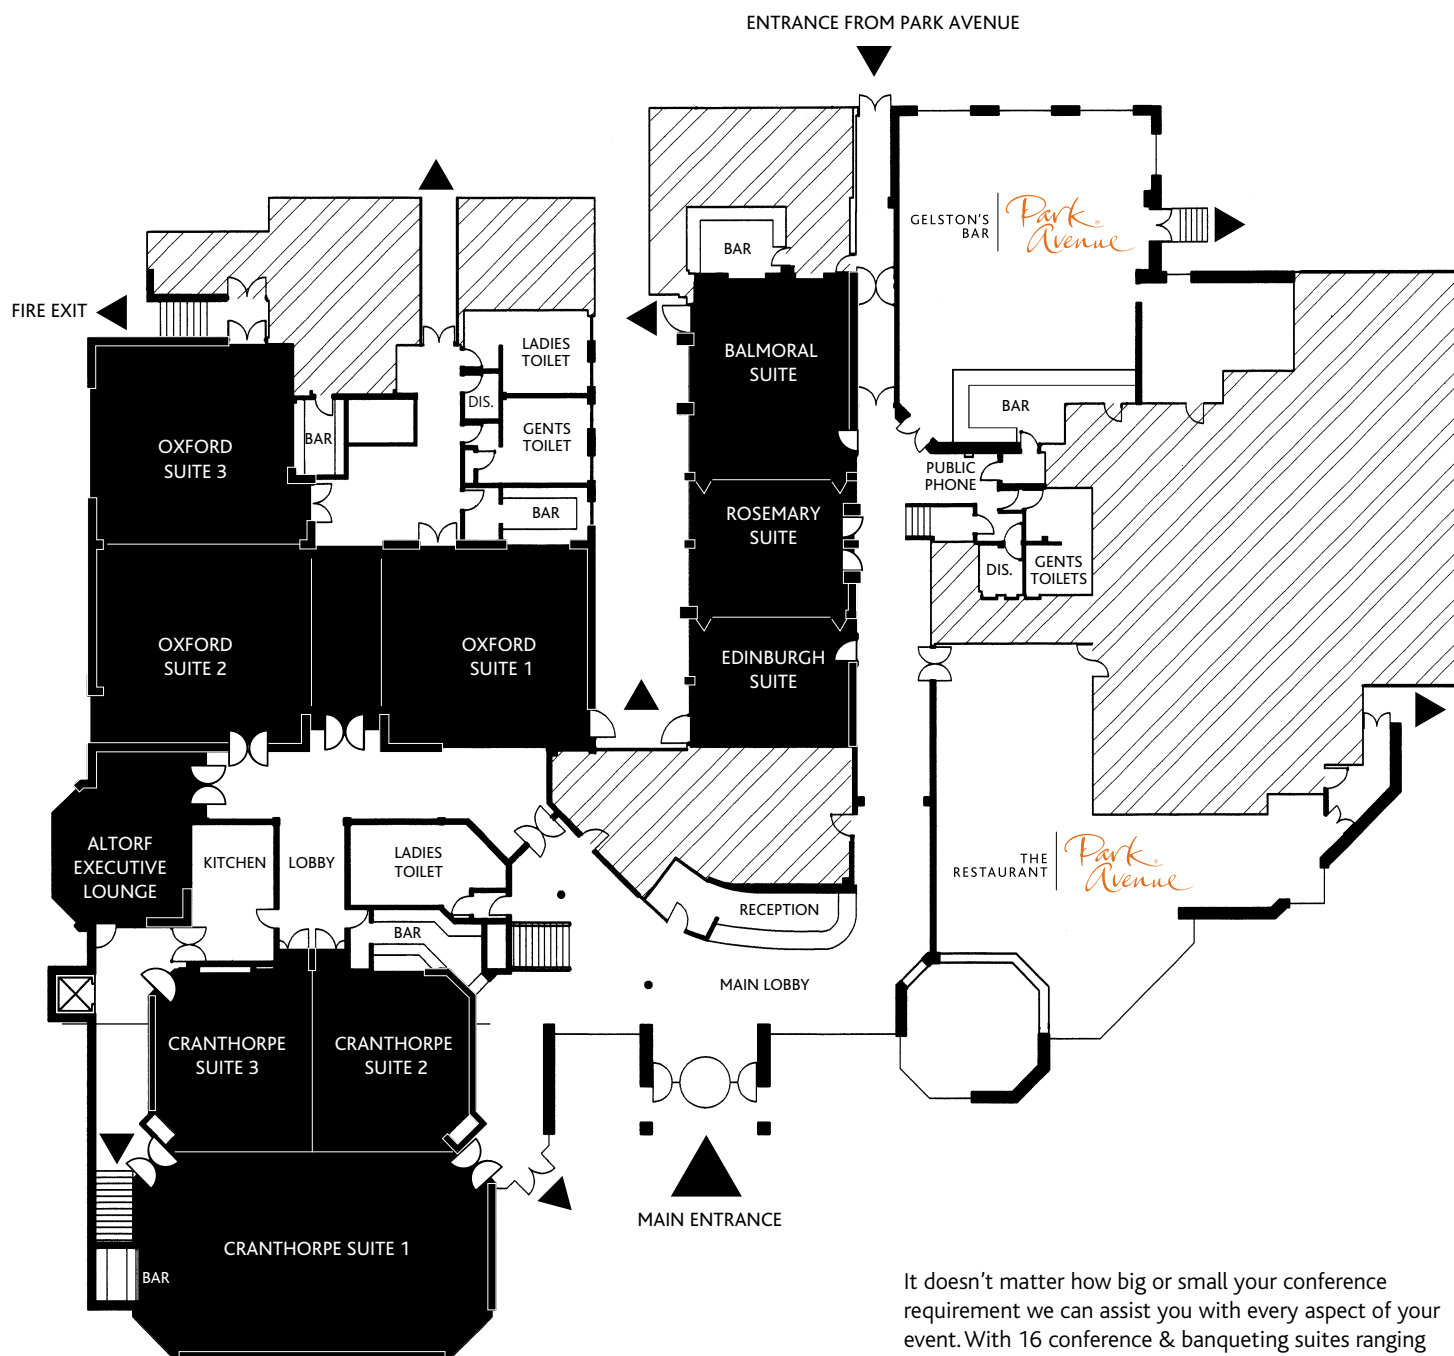 ENTRANCE FROM PARK AVENUE
GELSTON'S
BAR
Park
Avenue
BAR
FIRE EXIT
LADIES
TOILET
BALMORAL
SUITE
DIS.
BAR
GENTS
TOILET
BAR
OXFORD
SUITE 3
PUBLIC
PHONE
BAR
ROSEMARY
SUITE
DIS.
GENTS
TOILETS
OXFORD
SUITE 2
OXFORD
SUITE 1
EDINBURGH
SUITE
ALTORF
EXECUTIVE
LOUNGE
KITCHEN
LOBBY
LADIES
TOILET
THE
RESTAURANT
Park
Avenue
RECEPTION
BAR
MAIN LOBBY
CRANTHORPE
SUITE 3
CRANTHORPE
SUITE 2
MAIN ENTRANCE
CRANTHORPE SUITE 1
BAR
It doesn't matter how big or small your conference
requirement we can assist you with every aspect of your
event. With 16 conference & banqueting suites ranging